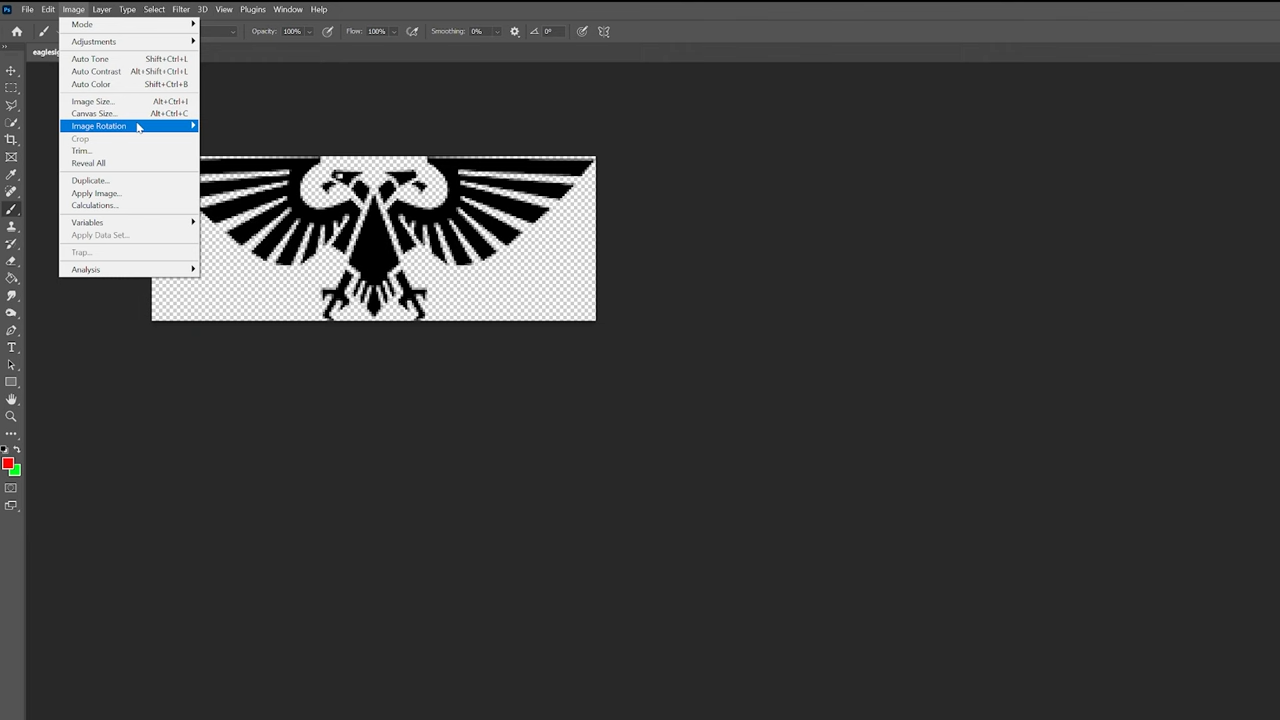 File Edit Image Layer Type Select Filter 3D View Plugins Window Help
Opacity: 100% Flow: 100% Smoothing: 0% 0°
Mode
Adjustments
Auto Tone Shift+Ctrl+L
Auto Contrast Alt+Shift+Ctrl+L
Auto Color Shift+Ctrl+B
Image Size... Alt+Ctrl+I
Canvas Size... Alt+Ctrl+C
Image Rotation
Crop
Trim...
Reveal All
Duplicate...
Apply Image...
Calculations...
Variables
Apply Data Set...
Trap...
Analysis